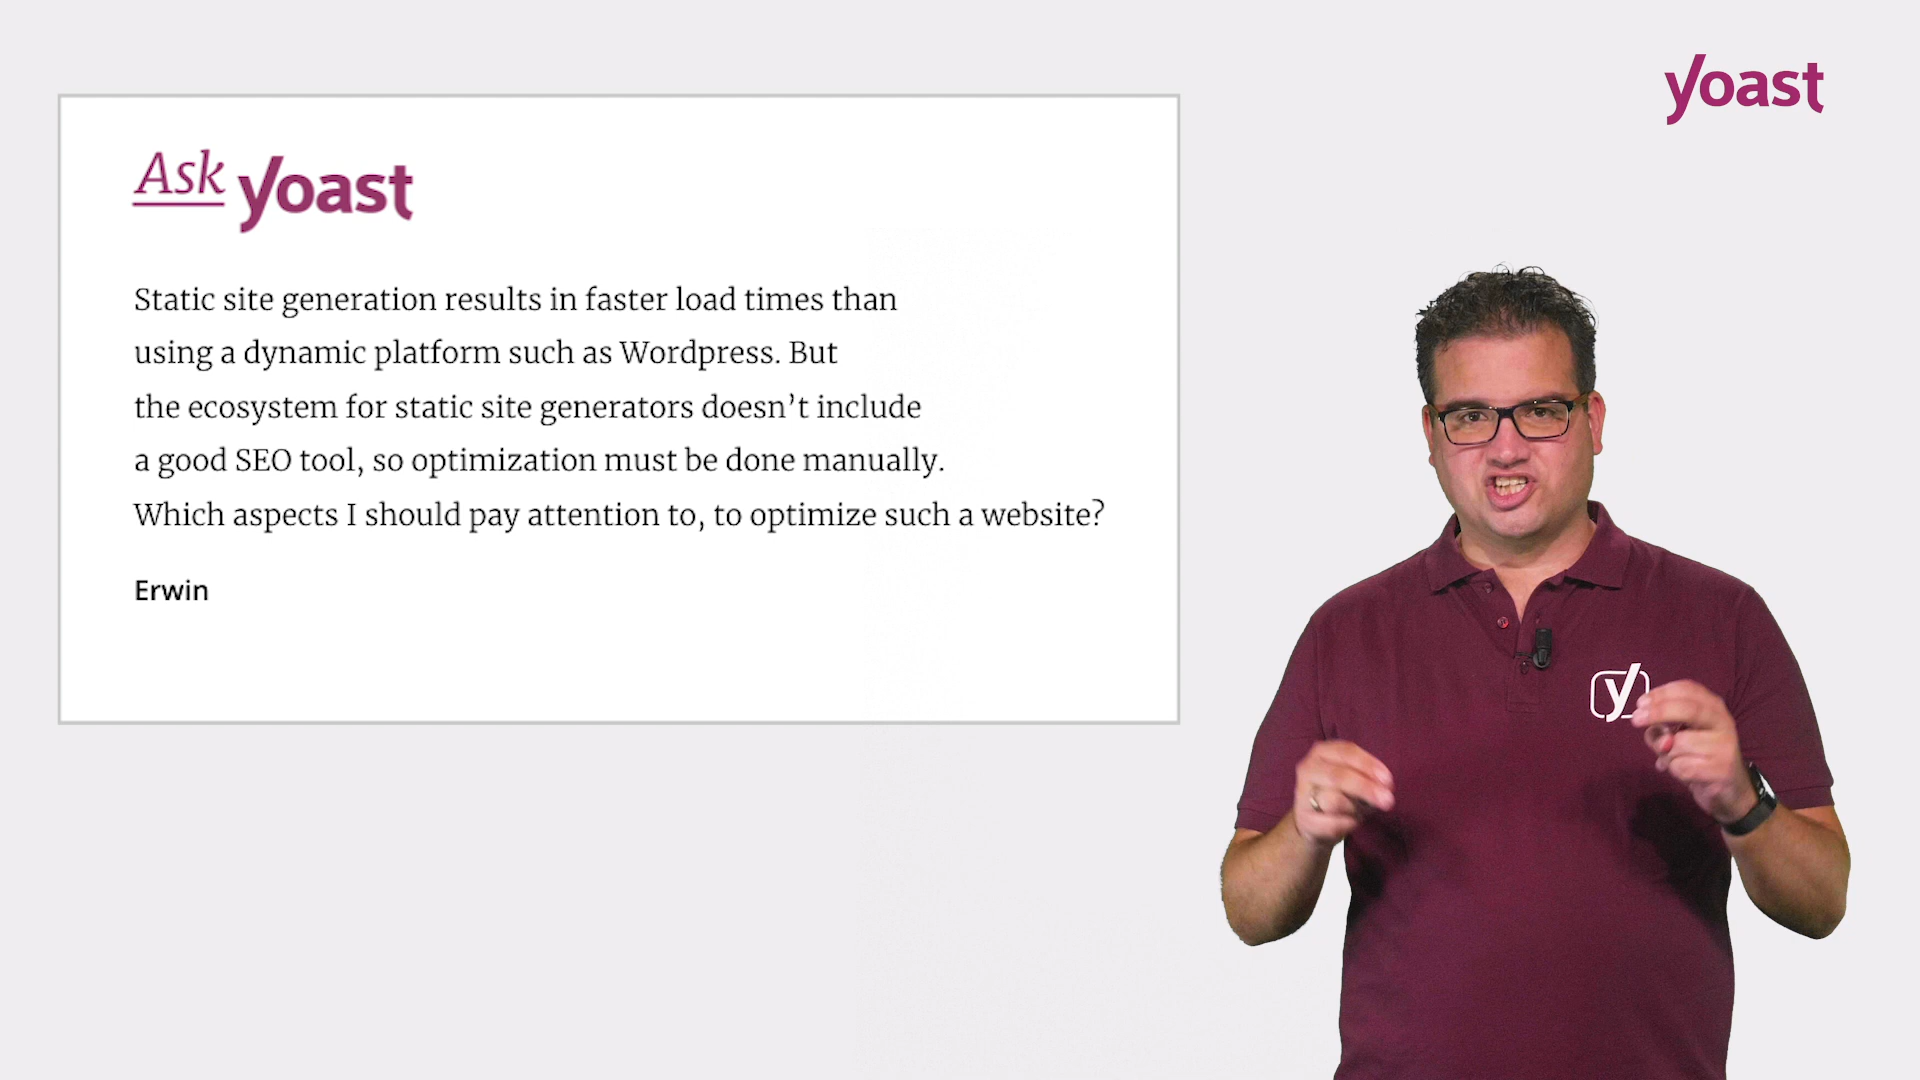 yoast
Ask yoast
Static site generation results in faster load times than
using a dynamic platform such as Wordpress. But
the ecosystem for static site generators doesn’t include
a good SEO tool, so optimization must be done manually.
Which aspects I should pay attention to, to optimize such a website?
Erwin
y